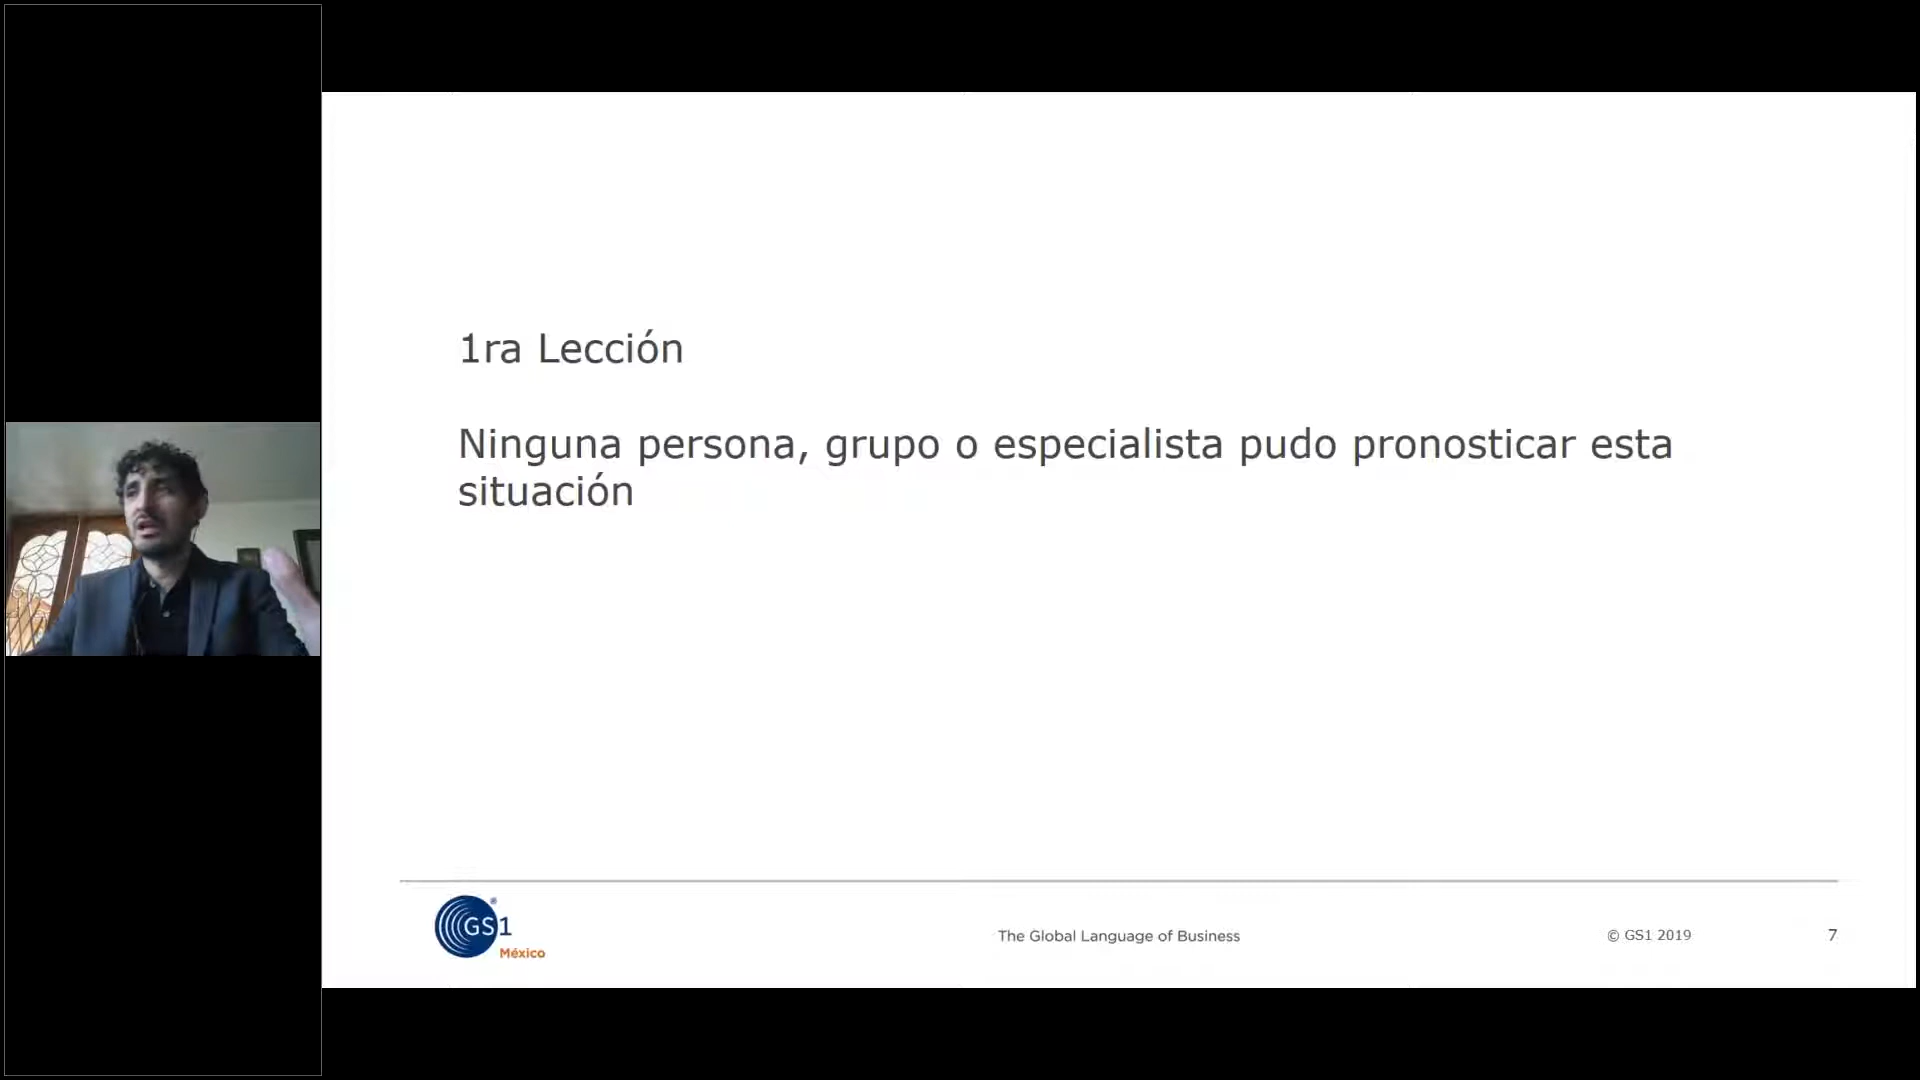 1ra Lección
Ninguna persona, grupo o especialista pudo pronosticar esta
situación
GS1
®
México
The Global Language of Business
© GS1 2019
7